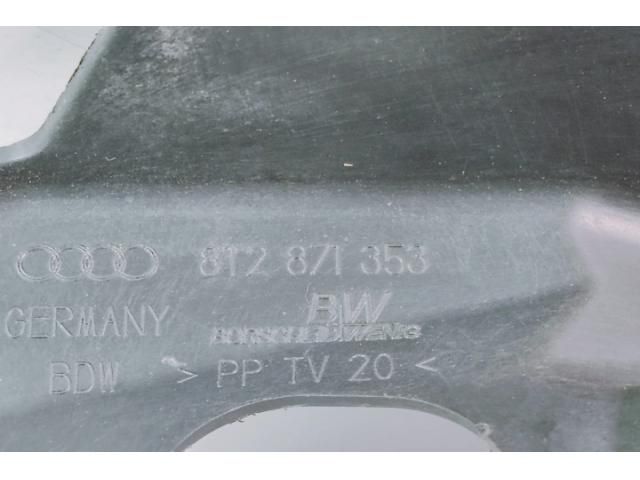 8T2 871 353
GERMANY
BW
BDW > PP TV 20 <